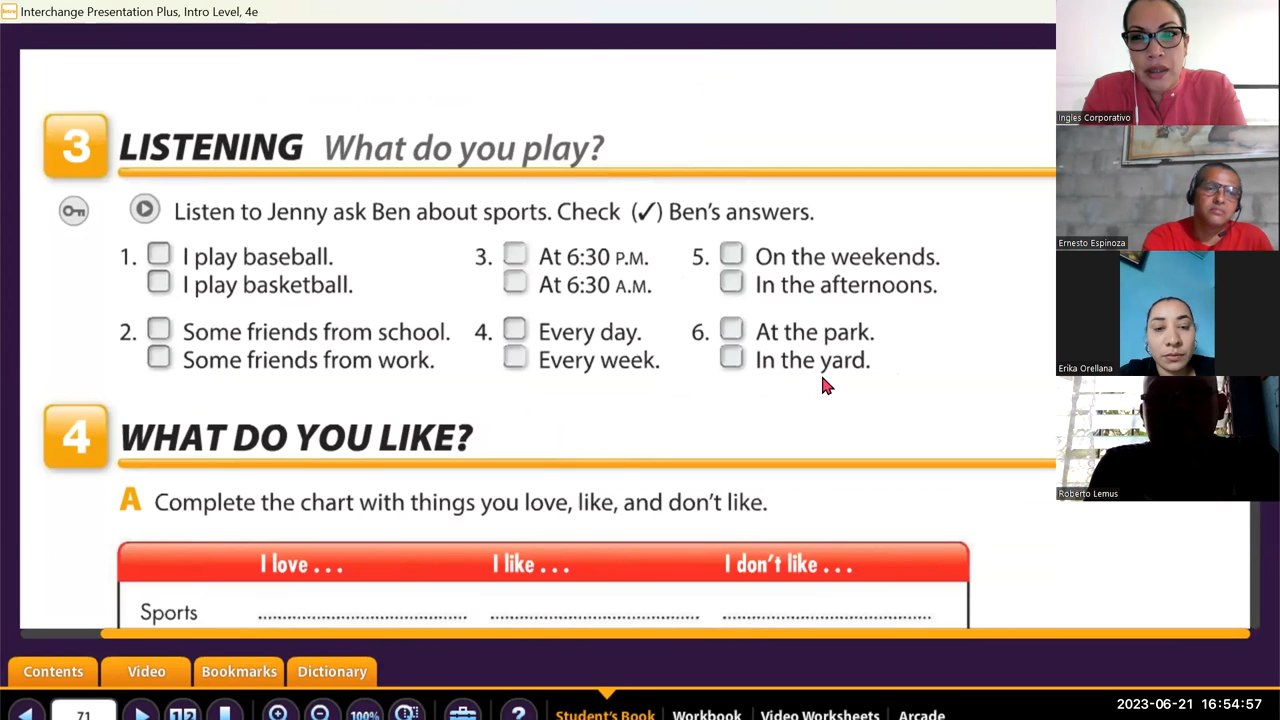 Interchange Presentation Plus, Intro Level, 4e
3 LISTENING What do you play?
Listen to Jenny ask Ben about sports. Check (✓) Ben's answers.
1. I play baseball.
I play basketball.
2. Some friends from school.
Some friends from work.
3. At 6:30 P.M.
At 6:30 A.M.
4. Every day.
Every week.
5. On the weekends.
In the afternoons.
6. At the park.
In the yard.
4 WHAT DO YOU LIKE?
A Complete the chart with things you love, like, and don't like.
I love . . . I like . . . I don't like . . .
Sports
Ingles Corporativo
Ernesto Espinoza
Erika Orellana
Roberto Lemus
Contents Video Bookmarks Dictionary
71 1 2 100% ? Student's Book Workbook Video Worksheets Arcade
2023-06-21 16:54:57